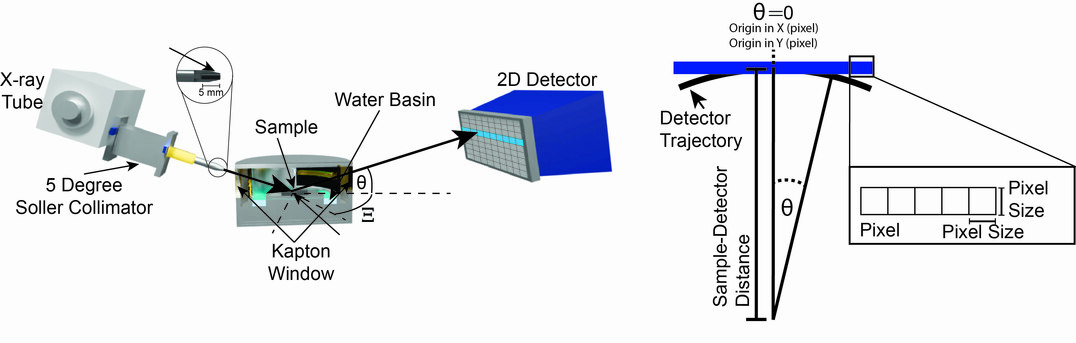 X-ray
Tube
5 mm
5 Degree
Soller Collimator
Sample
Water Basin
2D Detector
θ
Ξ
Kapton
Window
θ=0
Origin in X (pixel)
Origin in Y (pixel)
Detector
Trajectory
Sample-Detector
Distance
θ
Pixel
Size
Pixel
Pixel Size